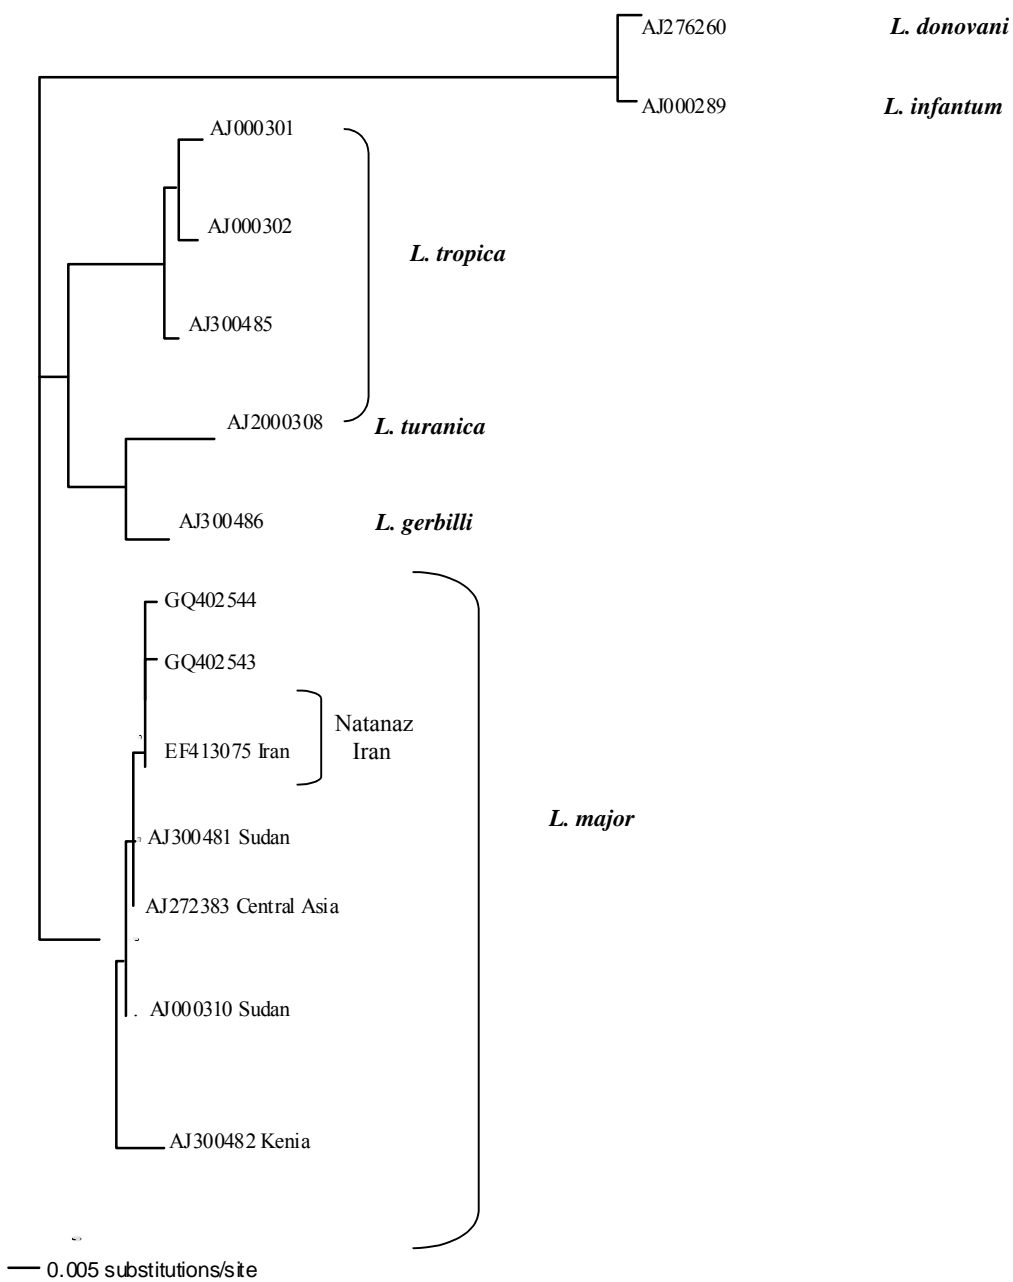 AJ276260 L. donovani
AJ000289 L. infantum
AJ000301
AJ000302
L. tropica
AJ300485
AJ2000308 L. turanica
AJ300486 L. gerbilli
GQ402544
GQ402543
Natanaz
Iran
EF413075 Iran
L. major
AJ300481 Sudan
AJ272383 Central Asia
AJ000310 Sudan
AJ300482 Kenia
0.005 substitutions/site